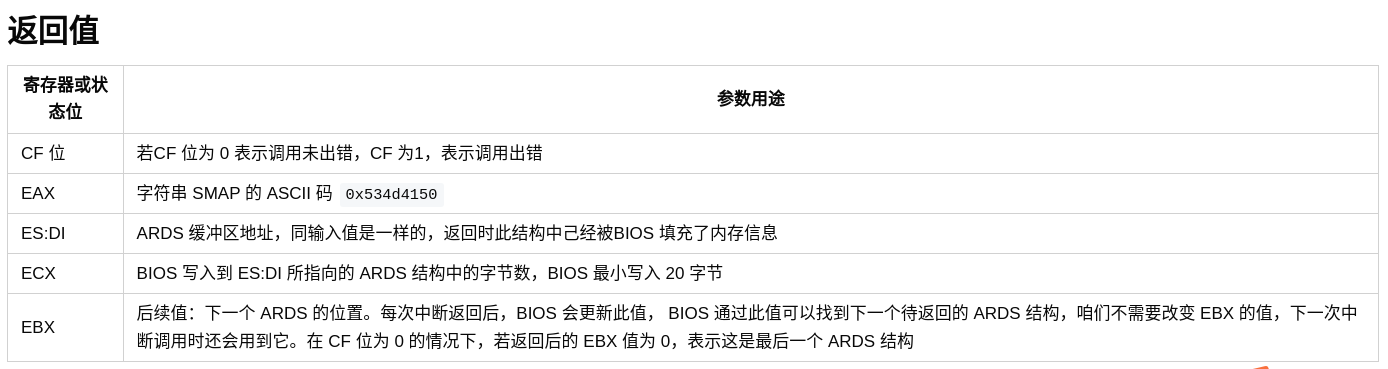 返回值
寄存器或状
态位
参数用途
CF 位
若CF 位为 0 表示调用未出错，CF 为1，表示调用出错
EAX
字符串 SMAP 的 ASCII 码 0x534d4150
ES:DI
ARDS 缓冲区地址，同输入值是一样的，返回时此结构中己经被BIOS 填充了内存信息
ECX
BIOS 写入到 ES:DI 所指向的 ARDS 结构中的字节数，BIOS 最小写入 20 字节
EBX
后续值：下一个 ARDS 的位置。每次中断返回后，BIOS 会更新此值， BIOS 通过此值可以找到下一个待返回的 ARDS 结构，咱们不需要改变 EBX 的值，下一次中
断调用时还会用到它。在 CF 位为 0 的情况下，若返回后的 EBX 值为 0，表示这是最后一个 ARDS 结构